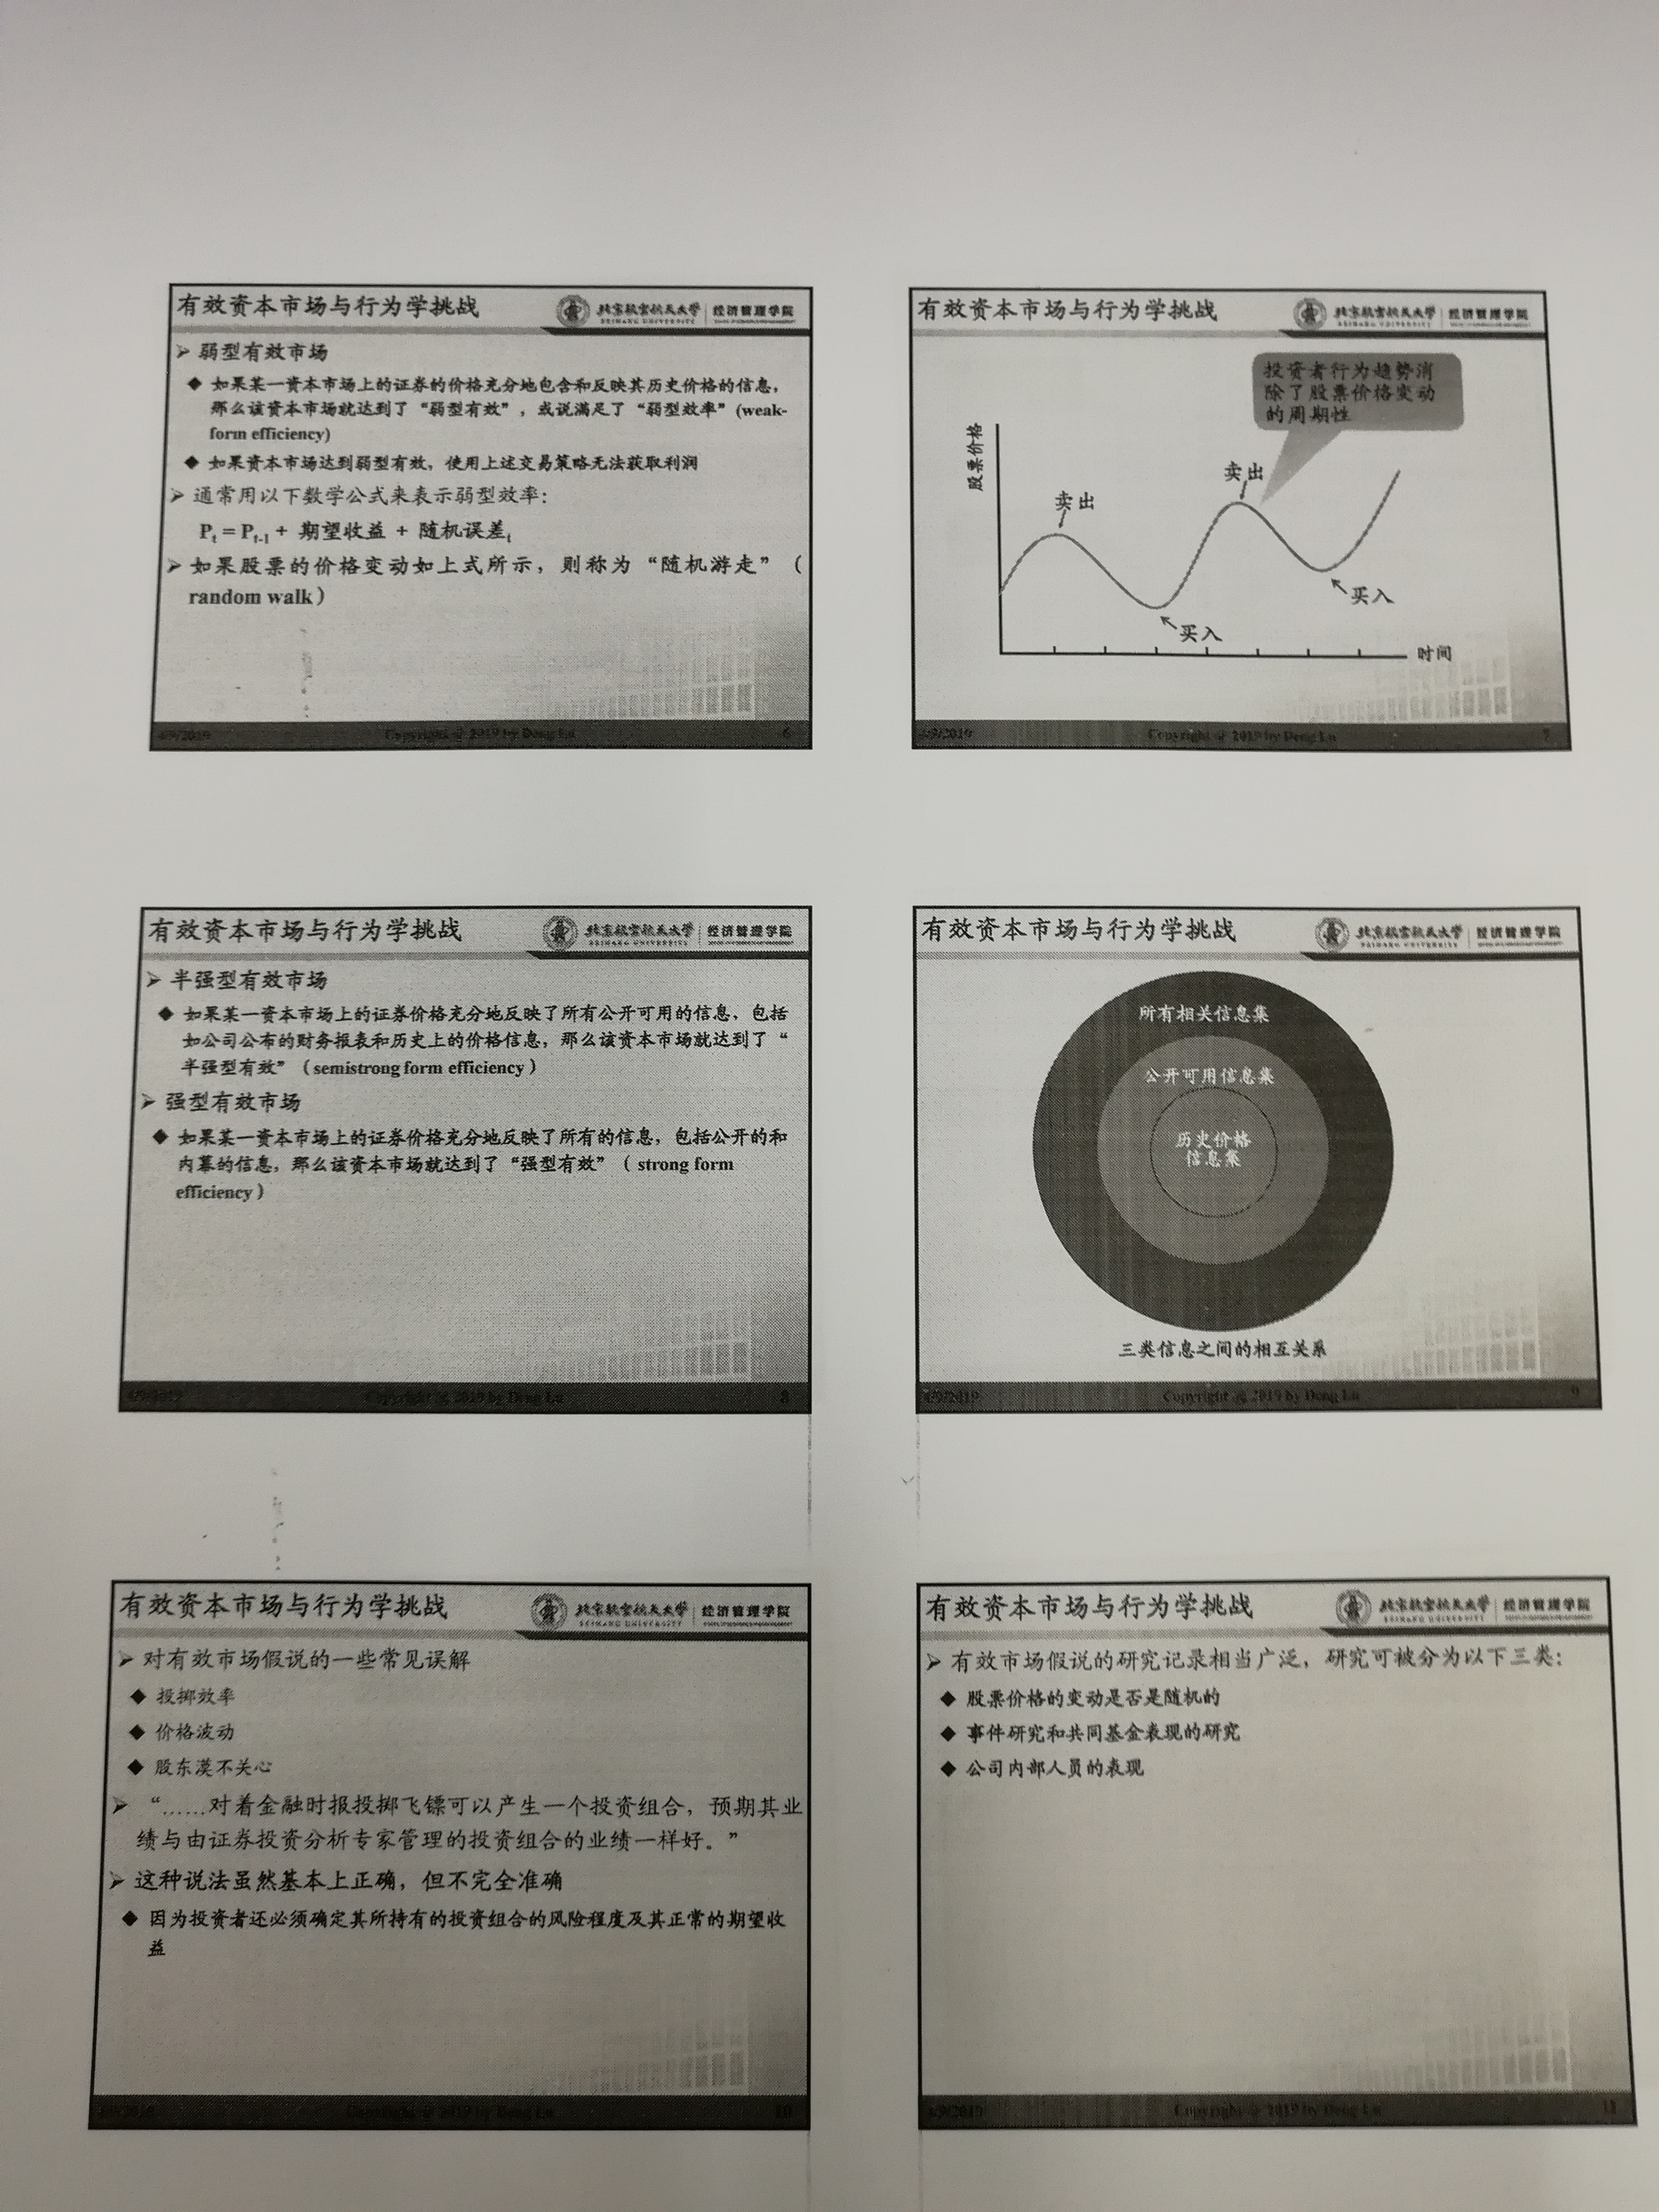 有效资本市场与行为学挑战
北京航空航天大学 经济管理学院
BEIHANG UNIVERSITY
➢ 弱型有效市场
◆ 如果某一资本市场上的证券的价格充分地包含和反映其历史价格的信息，
那么该资本市场就达到了“弱型有效”，或说满足了“弱型效率”(weak-
form efficiency)
◆ 如果资本市场达到弱型有效，使用上述交易策略无法获取利润
➢ 通常用以下数学公式来表示弱型效率：
Pt = Pt-1 + 期望收益 + 随机误差t
➢ 如果股票的价格变动如上式所示，则称为“随机游走”（
random walk）
4/9/2019 Copyright @ 2019 by Dong Lu 6
有效资本市场与行为学挑战
北京航空航天大学 经济管理学院
BEIHANG UNIVERSITY
投资者行为趋势消
除了股票价格变动
的周期性
股票价格
卖出
卖出
买入
买入
时间
4/9/2019 Copyright @ 2019 by Dong Lu 7
有效资本市场与行为学挑战
北京航空航天大学 经济管理学院
BEIHANG UNIVERSITY
➢ 半强型有效市场
◆ 如果某一资本市场上的证券价格充分地反映了所有公开可用的信息，包括
如公司公布的财务报表和历史上的价格信息，那么该资本市场就达到了“
半强型有效”（semistrong form efficiency）
➢ 强型有效市场
◆ 如果某一资本市场上的证券价格充分地反映了所有的信息，包括公开的和
内幕的信息，那么该资本市场就达到了“强型有效”（ strong form
efficiency）
4/9/2019 Copyright @ 2019 by Dong Lu 8
有效资本市场与行为学挑战
北京航空航天大学 经济管理学院
BEIHANG UNIVERSITY
所有相关信息集
公开可用信息集
历史价格
信息集
三类信息之间的相互关系
4/9/2019 Copyright @ 2019 by Dong Lu 9
有效资本市场与行为学挑战
北京航空航天大学 经济管理学院
BEIHANG UNIVERSITY
➢ 对有效市场假说的一些常见误解
◆ 投掷效率
◆ 价格波动
◆ 股东漠不关心
➢ “……对着金融时报投掷飞镖可以产生一个投资组合，预期其业
绩与由证券投资分析专家管理的投资组合的业绩一样好。”
➢ 这种说法虽然基本上正确，但不完全准确
◆ 因为投资者还必须确定其所持有的投资组合的风险程度及其正常的期望收
益
4/9/2019 Copyright @ 2019 by Dong Lu 10
有效资本市场与行为学挑战
北京航空航天大学 经济管理学院
BEIHANG UNIVERSITY
➢ 有效市场假说的研究记录相当广泛，研究可被分为以下三类：
◆ 股票价格的变动是否是随机的
◆ 事件研究和共同基金表现的研究
◆ 公司内部人员的表现
4/9/2019 Copyright @ 2019 by Dong Lu 11